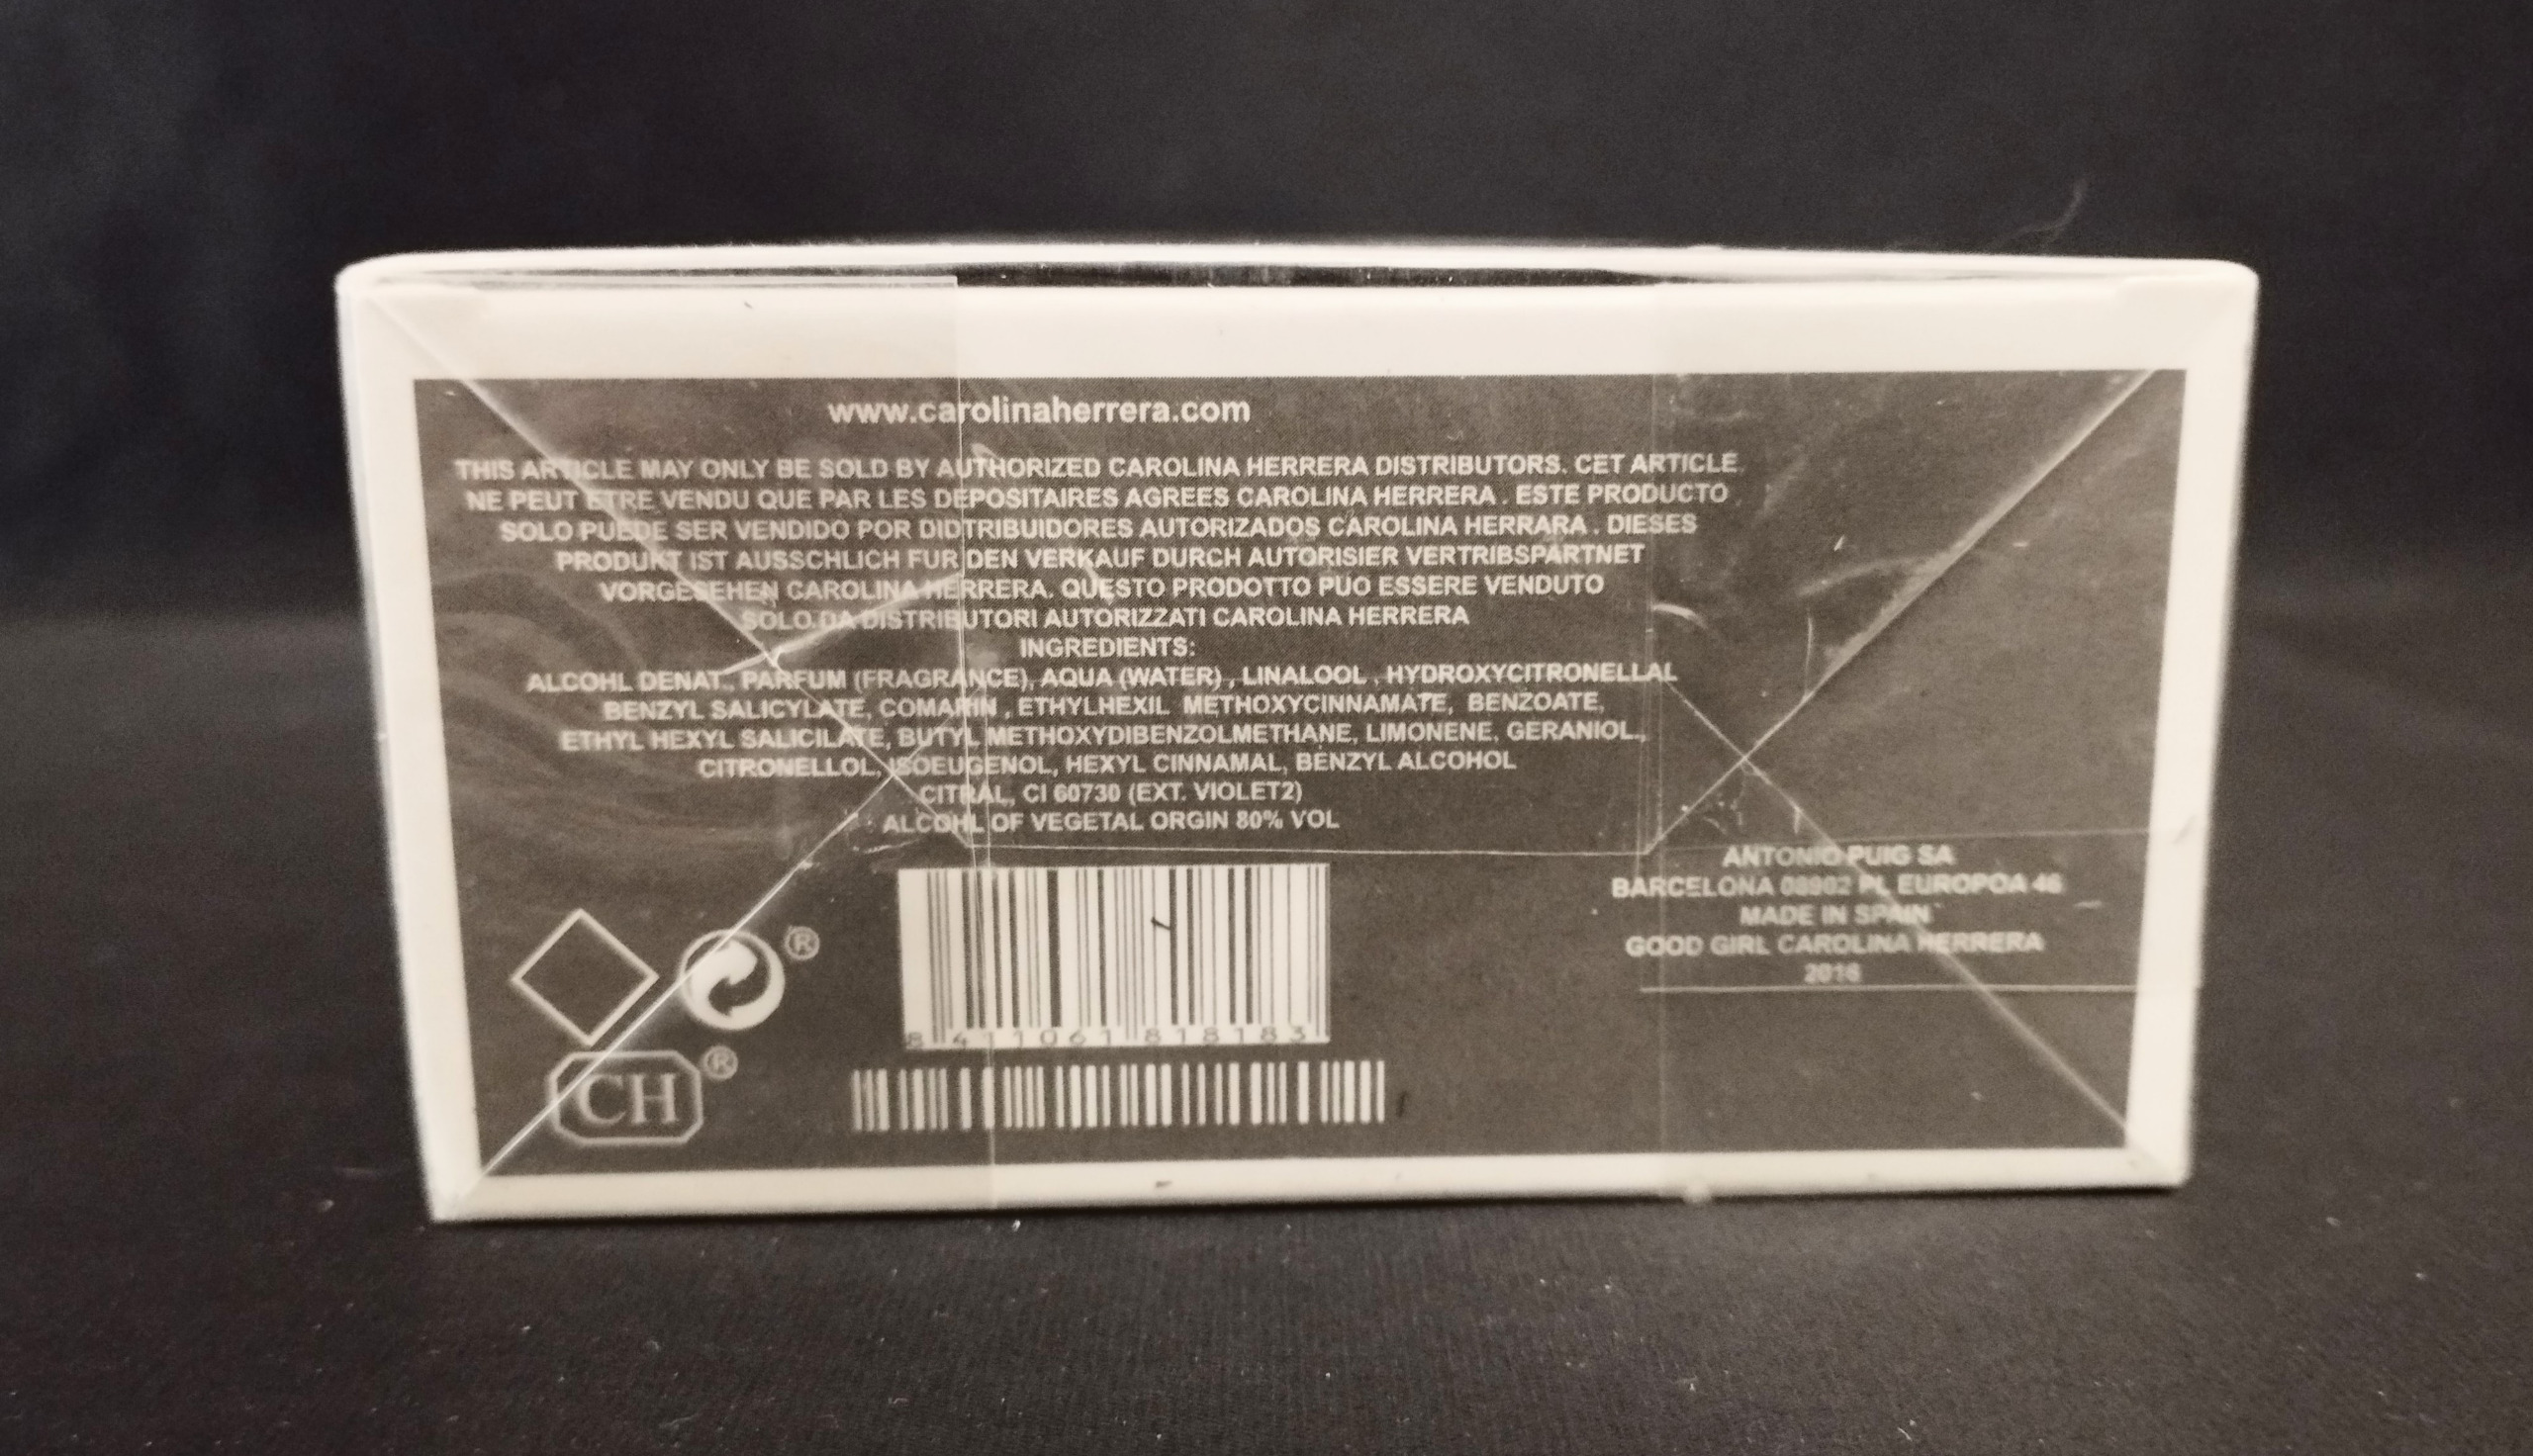 www.carolinaherrera.com
THIS ARTICLE MAY ONLY BE SOLD BY AUTHORIZED CAROLINA HERRERA DISTRIBUTORS. CET ARTICLE
NE PEUT ETRE VENDU QUE PAR LES DEPOSITAIRES AGREES CAROLINA HERRERA . ESTE PRODUCTO
SOLO PUEDE SER VENDIDO POR DIDTRIBUIDORES AUTORIZADOS CAROLINA HERRARA . DIESES
PRODUKT IST AUSSCHLICH FUR DEN VERKAUF DURCH AUTORISIER VERTRIBSPARTNET
VORGESEHEN CAROLINA HERRERA. QUESTO PRODOTTO PUO ESSERE VENDUTO
SOLO DA DISTRIBUTORI AUTORIZZATI CAROLINA HERRERA
INGREDIENTS:
ALCOHL DENAT., PARFUM (FRAGRANCE), AQUA (WATER) , LINALOOL , HYDROXYCITRONELLAL
BENZYL SALICYLATE, COMARIN , ETHYLHEXIL METHOXYCINNAMATE, BENZOATE,
ETHYL HEXYL SALICILATE, BUTYL METHOXYDIBENZOLMETHANE, LIMONENE, GERANIOL,
CITRONELLOL, ISOEUGENOL, HEXYL CINNAMAL, BENZYL ALCOHOL
CITRAL, CI 60730 (EXT. VIOLET2)
ALCOHL OF VEGETAL ORGIN 80% VOL
ANTONIO PUIG SA
BARCELONA 08902 PL EUROPOA 46
MADE IN SPAIN
GOOD GIRL CAROLINA HERRERA
2016
®
8 411061 818183
CH ®